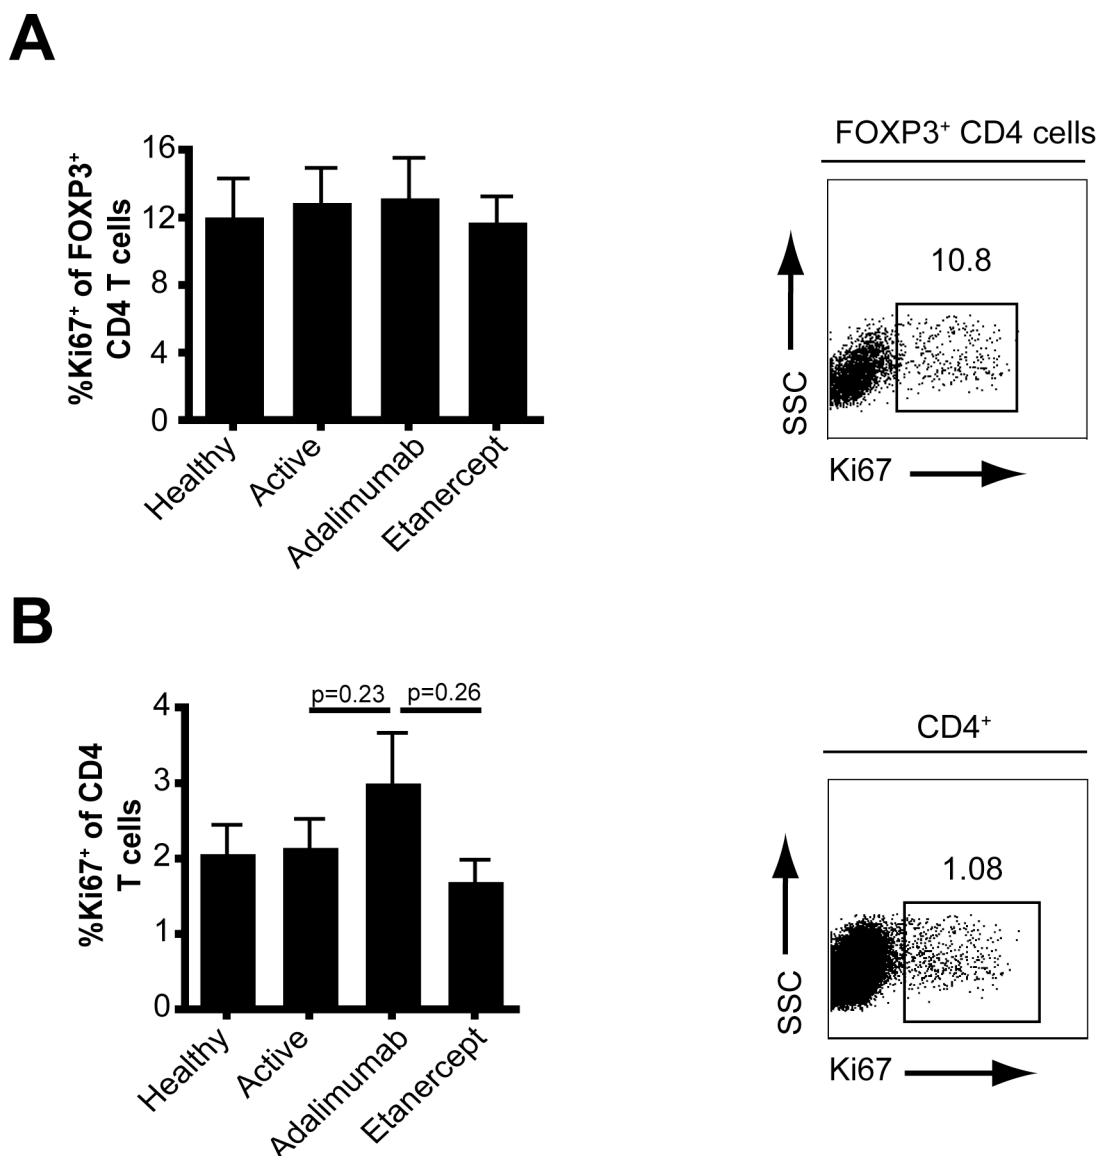 A
%Ki67⁺ of FOXP3⁺
CD4 T cells
16
12
8
4
0
Healthy
Active
Adalimumab
Etanercept
FOXP3⁺ CD4 cells
10.8
SSC
Ki67
B
%Ki67⁺ of CD4
T cells
4
3
2
1
0
p=0.23
p=0.26
Healthy
Active
Adalimumab
Etanercept
CD4⁺
1.08
SSC
Ki67